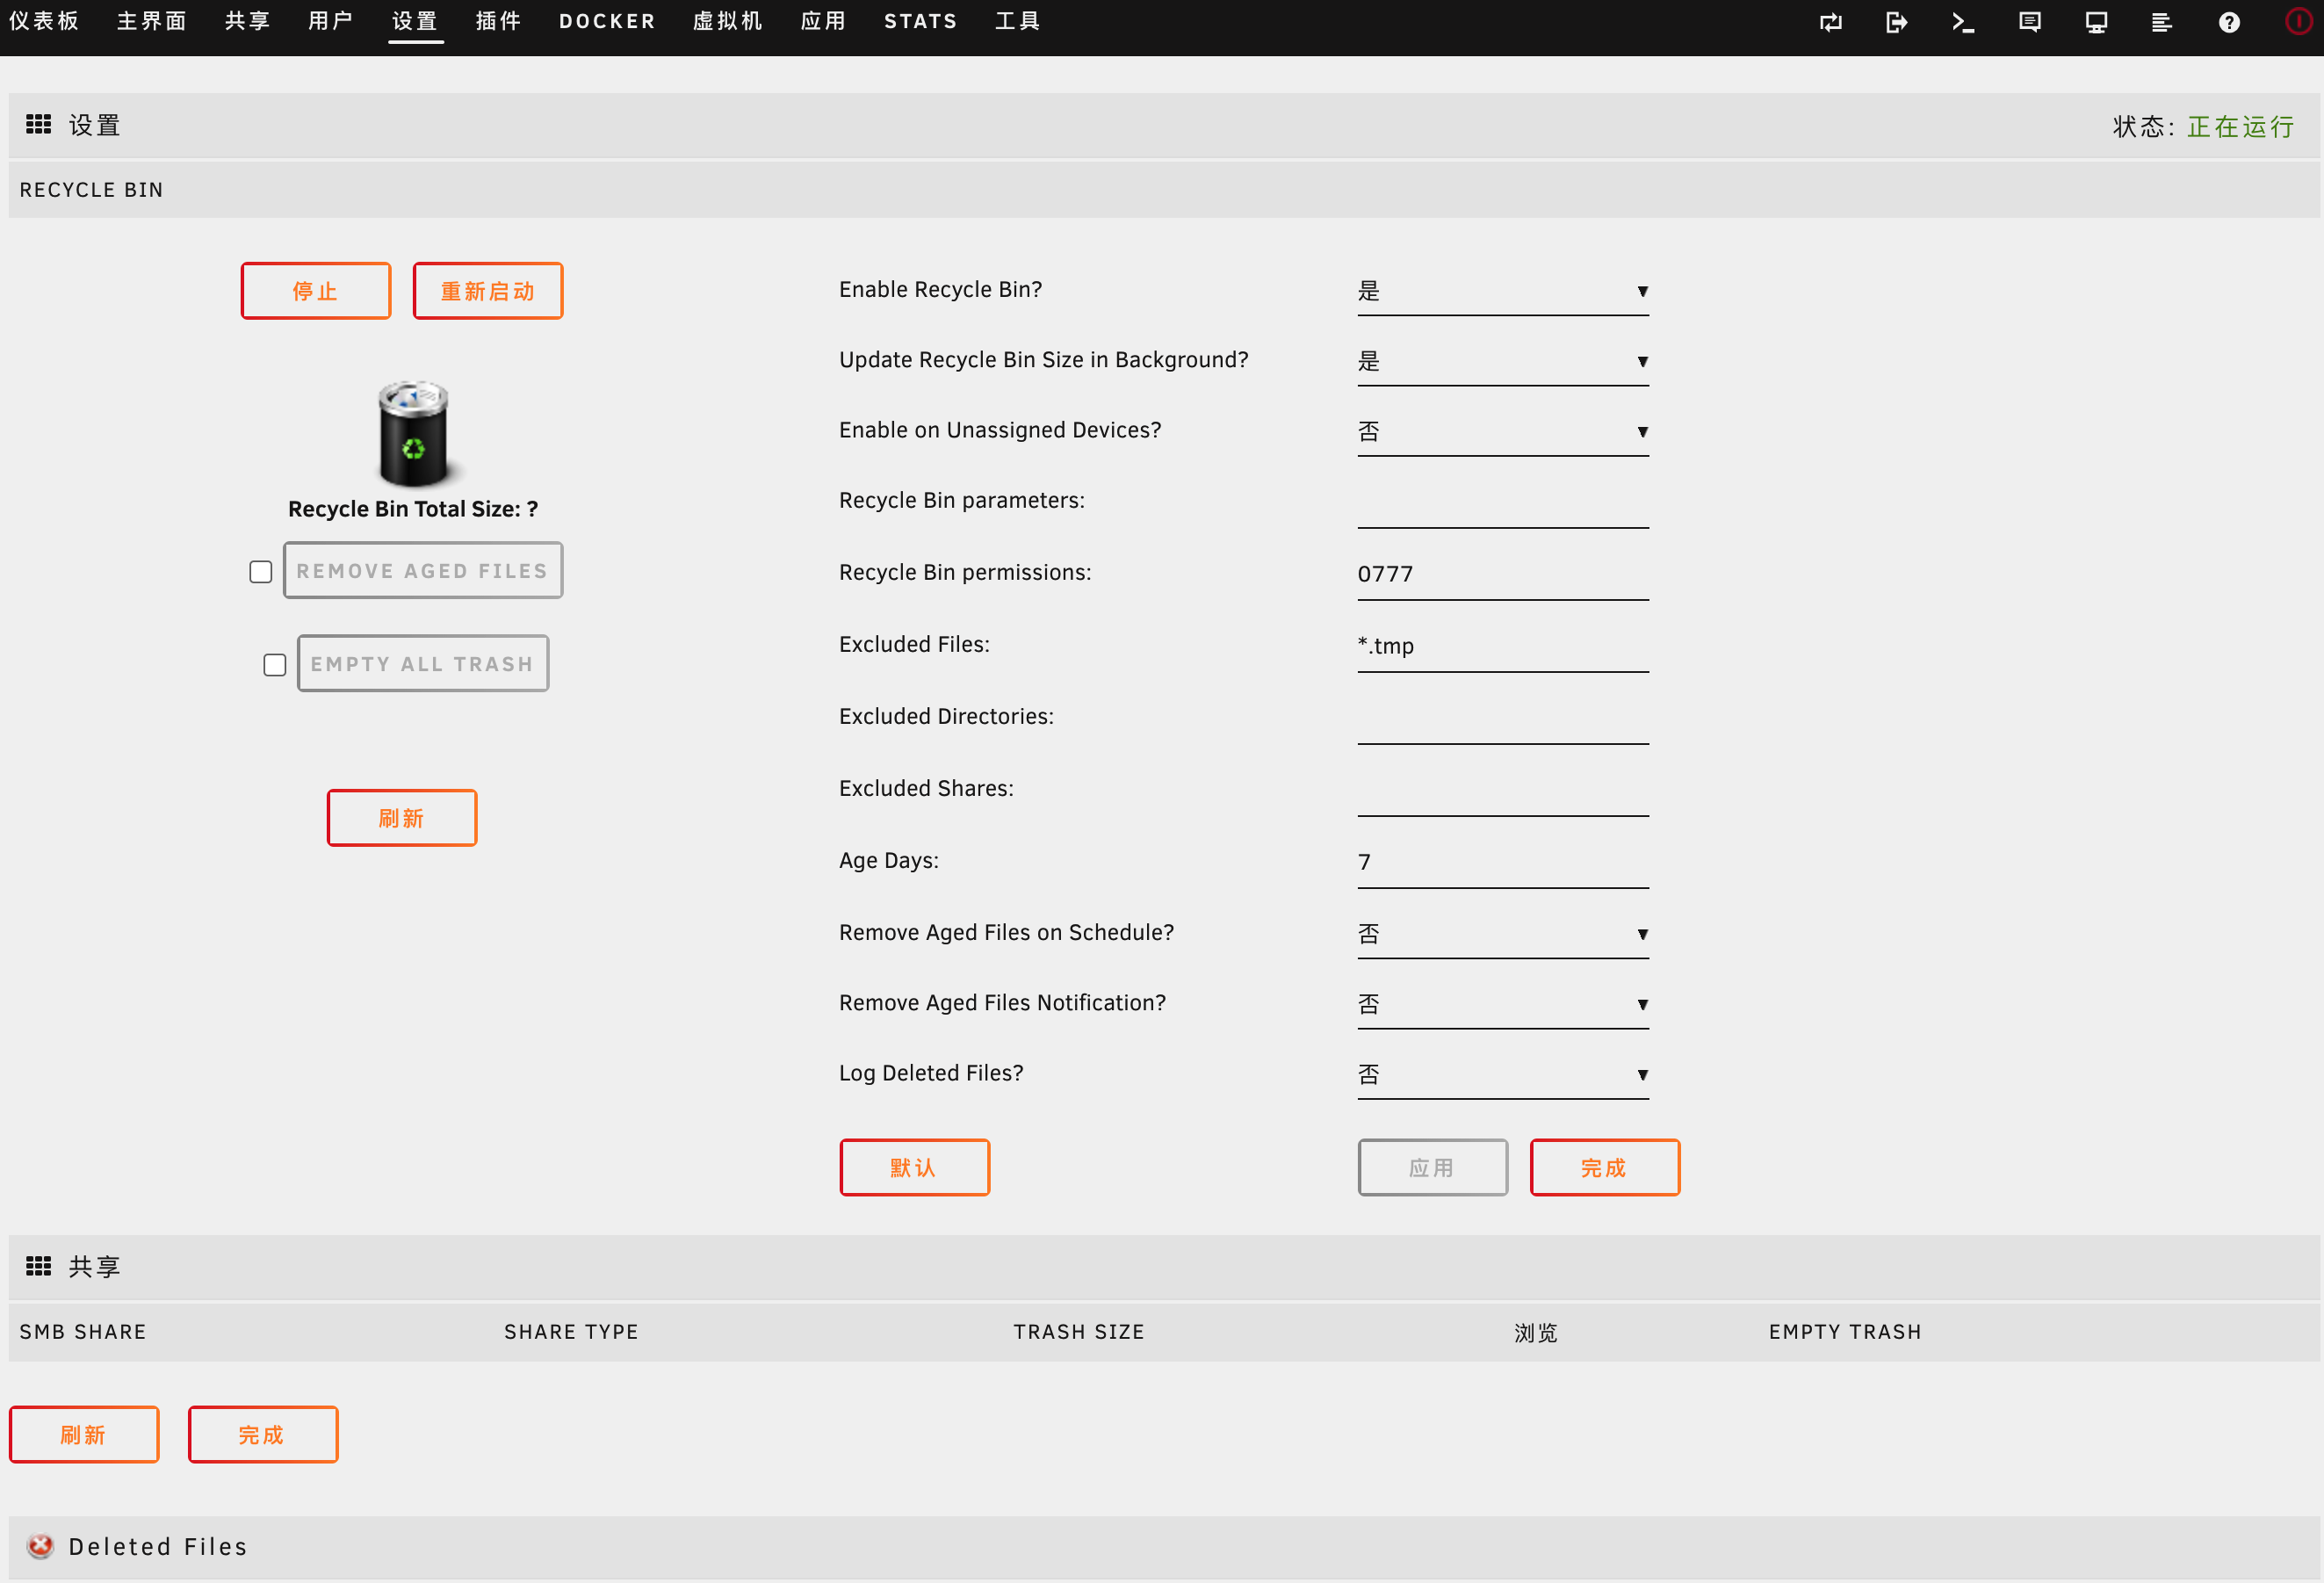 仪表板 主界面 共享 用户 设置 插件 DOCKER 虚拟机 应用 STATS 工具
设置 状态: 正在运行
RECYCLE BIN
停止 重新启动
Recycle Bin Total Size: ?
REMOVE AGED FILES
EMPTY ALL TRASH
刷新
Enable Recycle Bin? 是
Update Recycle Bin Size in Background? 是
Enable on Unassigned Devices? 否
Recycle Bin parameters:
Recycle Bin permissions: 0777
Excluded Files: *.tmp
Excluded Directories:
Excluded Shares:
Age Days: 7
Remove Aged Files on Schedule? 否
Remove Aged Files Notification? 否
Log Deleted Files? 否
默认 应用 完成
共享
SMB SHARE SHARE TYPE TRASH SIZE 浏览 EMPTY TRASH
刷新 完成
Deleted Files